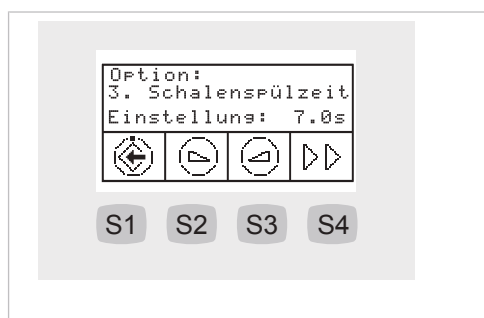 Option:
3. Schalenspülzeit
Einstellung: 7.0s
S1 S2 S3 S4